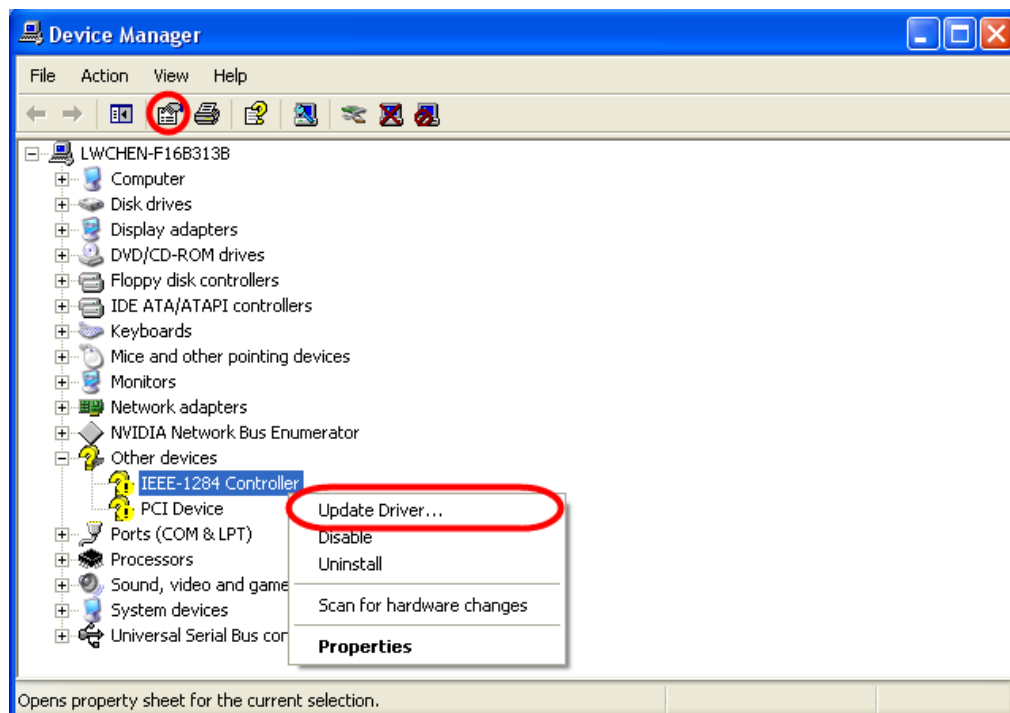 Device Manager
File Action View Help
LWCHEN-F16B313B
Computer
Disk drives
Display adapters
DVD/CD-ROM drives
Floppy disk controllers
IDE ATA/ATAPI controllers
Keyboards
Mice and other pointing devices
Monitors
Network adapters
NVIDIA Network Bus Enumerator
Other devices
IEEE-1284 Controller
PCI Device
Update Driver...
Ports (COM & LPT)
Disable
Processors
Uninstall
Sound, video and game
Scan for hardware changes
System devices
Universal Serial Bus con
Properties
Opens property sheet for the current selection.